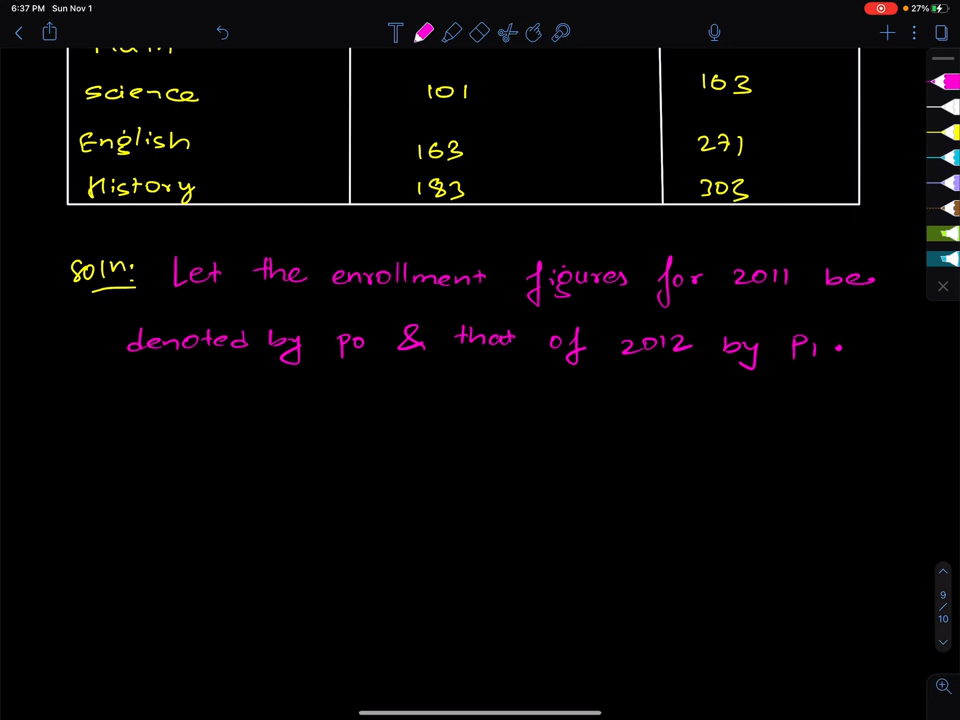 6:37 PM Sun Nov 1
27%
T
Science 101 163
English 163 271
History 183 303
Soln: Let the enrollment figures for 2011 be
denoted by p0 & that of 2012 by P1.
9
/
10